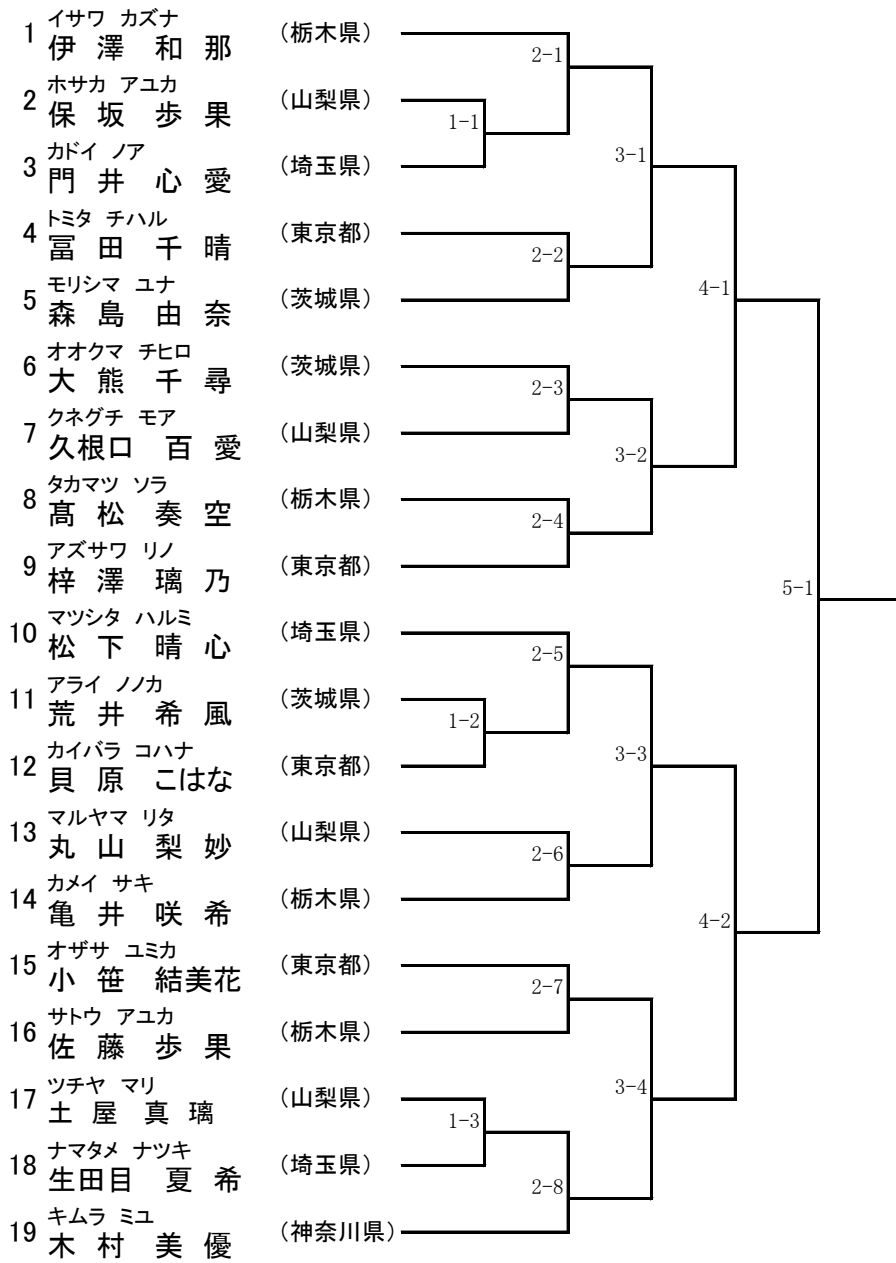 イサワ カズナ
1 伊 澤 和 那 （栃木県）
2-1
ホサカ アユカ
2 保 坂 歩 果 （山梨県）
1-1
カドイ ノア
3 門 井 心 愛 （埼玉県）
3-1
トミタ チハル
4 冨 田 千 晴 （東京都）
2-2
モリシマ ユナ
5 森 島 由 奈 （茨城県）
4-1
オオクマ チヒロ
6 大 熊 千 尋 （茨城県）
2-3
クネグチ モア
7 久根口 百 愛 （山梨県）
3-2
タカマツ ソラ
8 髙 松 奏 空 （栃木県）
2-4
アズサワ リノ
9 梓 澤 璃 乃 （東京都）
5-1
マツシタ ハルミ
10 松 下 晴 心 （埼玉県）
2-5
アライ ノノカ
11 荒 井 希 風 （茨城県）
1-2
カイバラ コハナ
12 貝 原 こはな （東京都）
3-3
マルヤマ リタ
13 丸 山 梨 妙 （山梨県）
2-6
カメイ サキ
14 亀 井 咲 希 （栃木県）
4-2
オザサ ユミカ
15 小 笹 結美花 （東京都）
2-7
サトウ アユカ
16 佐 藤 歩 果 （栃木県）
3-4
ツチヤ マリ
17 土 屋 真 璃 （山梨県）
1-3
ナマタメ ナツキ
18 生田目 夏 希 （埼玉県）
2-8
キムラ ミユ
19 木 村 美 優 （神奈川県）